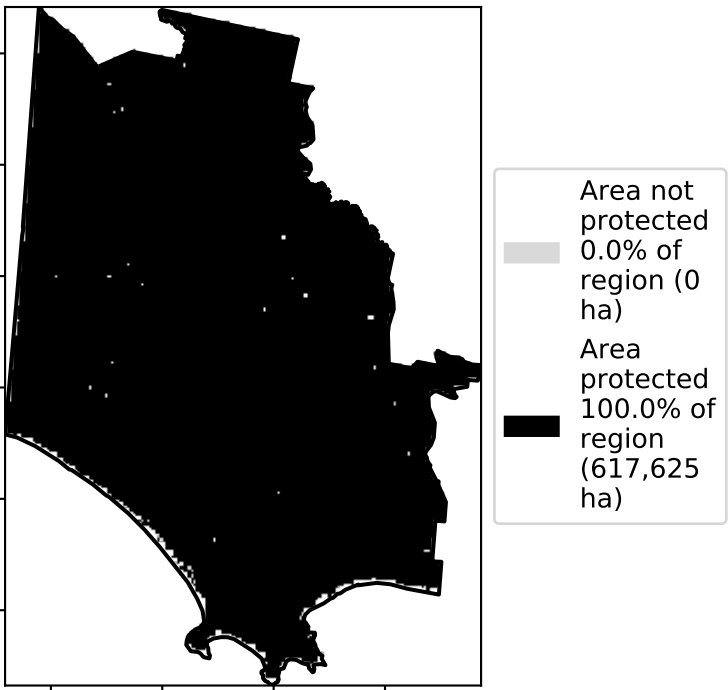 Area not
protected
0.0% of
region (0
ha)
Area
protected
100.0% of
region
(617,625
ha)